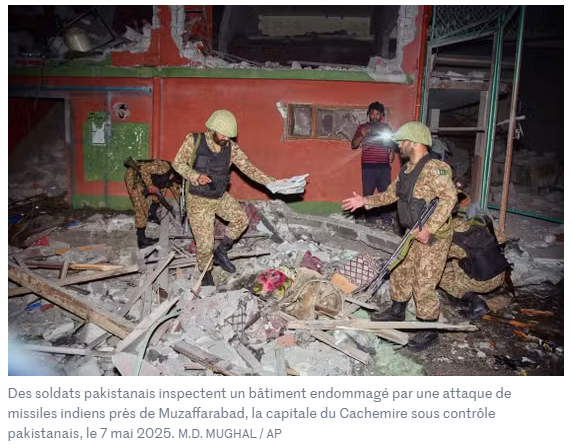 Des soldats pakistanais inspectent un bâtiment endommagé par une attaque de
missiles indiens près de Muzaffarabad, la capitale du Cachemire sous contrôle
pakistanais, le 7 mai 2025. M.D. MUGHAL / AP